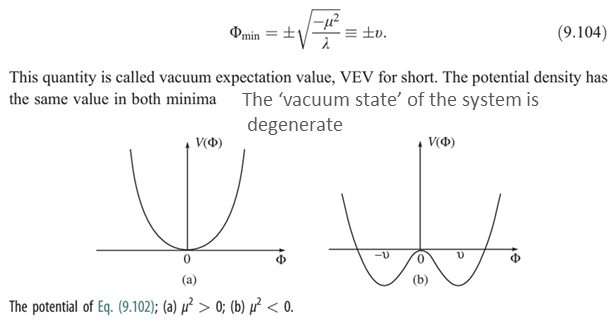 Φmin = ±√(−μ²/λ) ≡ ±υ. (9.104)
This quantity is called vacuum expectation value, VEV for short. The potential density has
the same value in both minima The ‘vacuum state’ of the system is
degenerate
V(Φ) V(Φ)
0 Φ −υ 0 υ Φ
(a) (b)
The potential of Eq. (9.102); (a) μ² > 0; (b) μ² < 0.